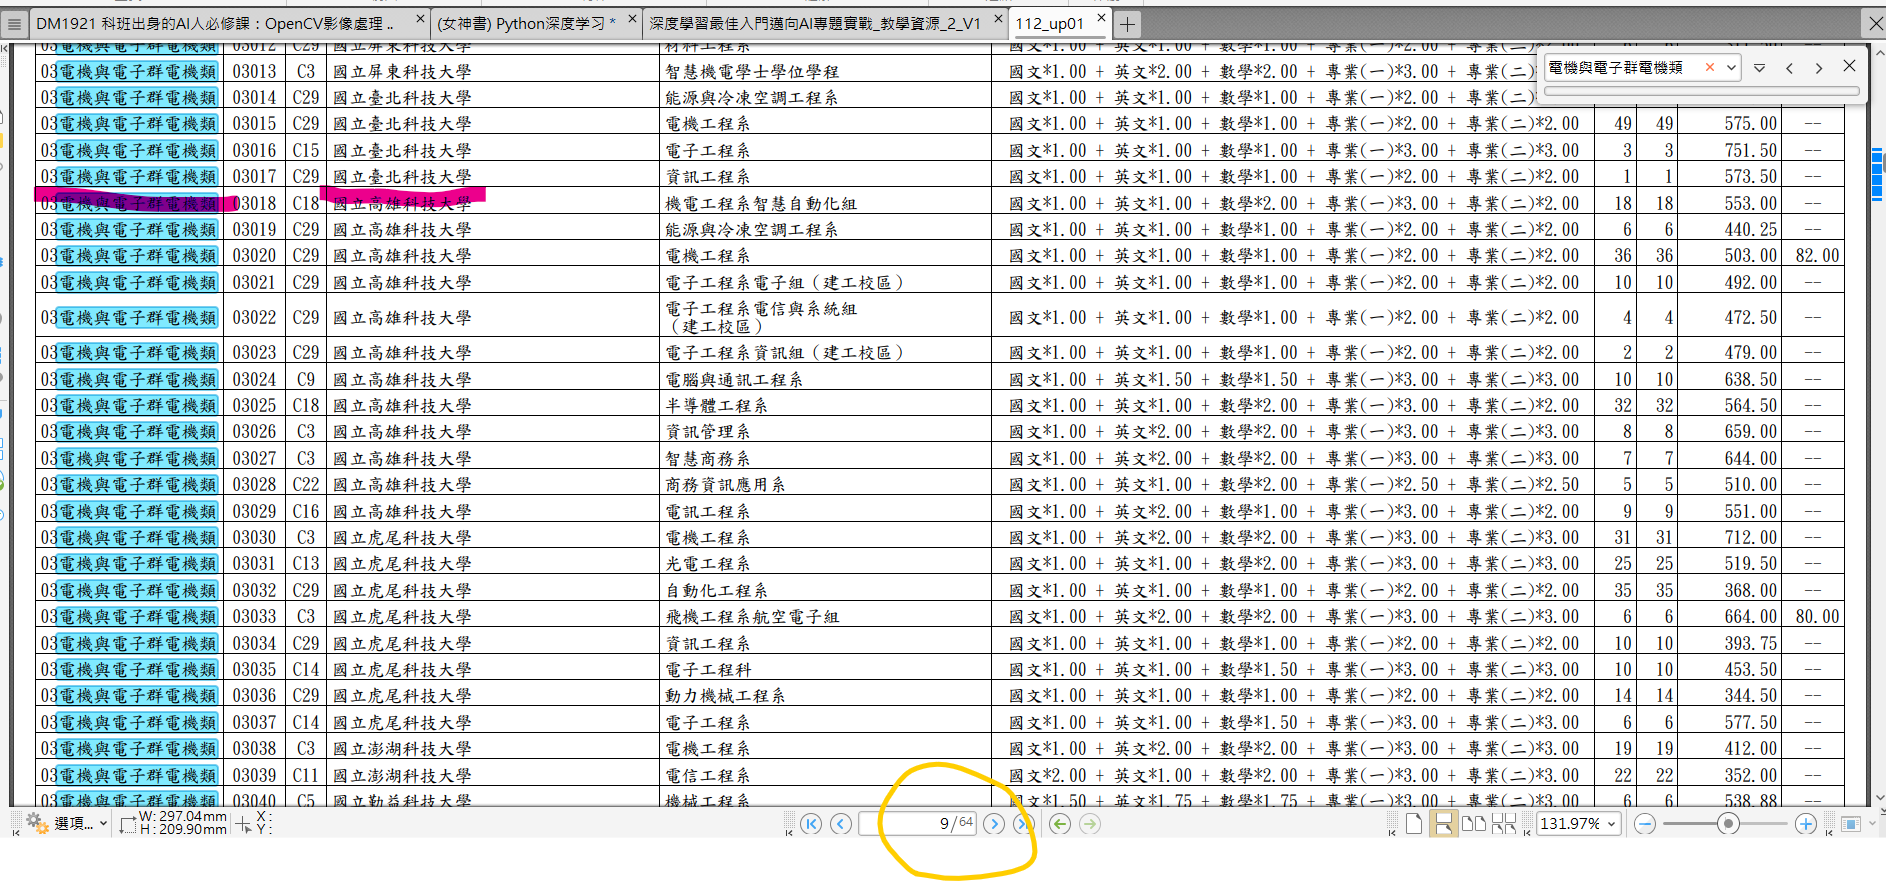 DM1921 科班出身的AI人必修課：OpenCV影像處理 .. × (女神書) Python深度学习 * × 深度學習最佳入門邁向AI專題實戰_教學資源_2_V1 × 112_up01 ×
電機與電子群電機類
03電機與電子群電機類 03012 C29 國立屏東科技大學 材料工程系
03電機與電子群電機類 03013 C3 國立屏東科技大學 智慧機電學士學位學程 國文*1.00 + 英文*2.00 + 數學*2.00 + 專業(一)*3.00 + 專業(二)*
03電機與電子群電機類 03014 C29 國立臺北科技大學 能源與冷凍空調工程系 國文*1.00 + 英文*1.00 + 數學*1.00 + 專業(一)*2.00 + 專業(二)*
03電機與電子群電機類 03015 C29 國立臺北科技大學 電機工程系 國文*1.00 + 英文*1.00 + 數學*1.00 + 專業(一)*2.00 + 專業(二)*2.00 49 49 575.00 --
03電機與電子群電機類 03016 C15 國立臺北科技大學 電子工程系 國文*1.00 + 英文*1.00 + 數學*2.00 + 專業(一)*3.00 + 專業(二)*3.00 3 3 751.50 --
03電機與電子群電機類 03017 C29 國立臺北科技大學 資訊工程系 國文*1.00 + 英文*1.00 + 數學*1.00 + 專業(一)*2.00 + 專業(二)*2.00 1 1 573.50 --
03電機與電子群電機類 03018 C18 國立高雄科技大學 機電工程系智慧自動化組 國文*1.00 + 英文*1.00 + 數學*2.00 + 專業(一)*3.00 + 專業(二)*2.00 18 18 553.00 --
03電機與電子群電機類 03019 C29 國立高雄科技大學 能源與冷凍空調工程系 國文*1.00 + 英文*1.00 + 數學*1.00 + 專業(一)*2.00 + 專業(二)*2.00 6 6 440.25 --
03電機與電子群電機類 03020 C29 國立高雄科技大學 電機工程系 國文*1.00 + 英文*1.00 + 數學*1.00 + 專業(一)*2.00 + 專業(二)*2.00 36 36 503.00 82.00
03電機與電子群電機類 03021 C29 國立高雄科技大學 電子工程系電子組（建工校區） 國文*1.00 + 英文*1.00 + 數學*1.00 + 專業(一)*2.00 + 專業(二)*2.00 10 10 492.00 --
03電機與電子群電機類 03022 C29 國立高雄科技大學 電子工程系電信與系統組 國文*1.00 + 英文*1.00 + 數學*1.00 + 專業(一)*2.00 + 專業(二)*2.00 4 4 472.50 --
（建工校區）
03電機與電子群電機類 03023 C29 國立高雄科技大學 電子工程系資訊組（建工校區） 國文*1.00 + 英文*1.00 + 數學*1.00 + 專業(一)*2.00 + 專業(二)*2.00 2 2 479.00 --
03電機與電子群電機類 03024 C9 國立高雄科技大學 電腦與通訊工程系 國文*1.00 + 英文*1.50 + 數學*1.50 + 專業(一)*3.00 + 專業(二)*3.00 10 10 638.50 --
03電機與電子群電機類 03025 C18 國立高雄科技大學 半導體工程系 國文*1.00 + 英文*1.00 + 數學*2.00 + 專業(一)*3.00 + 專業(二)*2.00 32 32 564.50 --
03電機與電子群電機類 03026 C3 國立高雄科技大學 資訊管理系 國文*1.00 + 英文*2.00 + 數學*2.00 + 專業(一)*3.00 + 專業(二)*3.00 8 8 659.00 --
03電機與電子群電機類 03027 C3 國立高雄科技大學 智慧商務系 國文*1.00 + 英文*2.00 + 數學*2.00 + 專業(一)*3.00 + 專業(二)*3.00 7 7 644.00 --
03電機與電子群電機類 03028 C22 國立高雄科技大學 商務資訊應用系 國文*1.00 + 英文*1.00 + 數學*2.00 + 專業(一)*2.50 + 專業(二)*2.50 5 5 510.00 --
03電機與電子群電機類 03029 C16 國立高雄科技大學 電訊工程系 國文*1.00 + 英文*2.00 + 數學*1.00 + 專業(一)*3.00 + 專業(二)*2.00 9 9 551.00 --
03電機與電子群電機類 03030 C3 國立虎尾科技大學 電機工程系 國文*1.00 + 英文*2.00 + 數學*2.00 + 專業(一)*3.00 + 專業(二)*3.00 31 31 712.00 --
03電機與電子群電機類 03031 C13 國立虎尾科技大學 光電工程系 國文*1.00 + 英文*1.00 + 數學*2.00 + 專業(一)*3.00 + 專業(二)*3.00 25 25 519.50 --
03電機與電子群電機類 03032 C29 國立虎尾科技大學 自動化工程系 國文*1.00 + 英文*1.00 + 數學*1.00 + 專業(一)*2.00 + 專業(二)*2.00 35 35 368.00 --
03電機與電子群電機類 03033 C3 國立虎尾科技大學 飛機工程系航空電子組 國文*1.00 + 英文*2.00 + 數學*2.00 + 專業(一)*3.00 + 專業(二)*3.00 6 6 664.00 80.00
03電機與電子群電機類 03034 C29 國立虎尾科技大學 資訊工程系 國文*1.00 + 英文*1.00 + 數學*1.00 + 專業(一)*2.00 + 專業(二)*2.00 10 10 393.75 --
03電機與電子群電機類 03035 C14 國立虎尾科技大學 電子工程科 國文*1.00 + 英文*1.00 + 數學*1.50 + 專業(一)*3.00 + 專業(二)*3.00 10 10 453.50 --
03電機與電子群電機類 03036 C29 國立虎尾科技大學 動力機械工程系 國文*1.00 + 英文*1.00 + 數學*1.00 + 專業(一)*2.00 + 專業(二)*2.00 14 14 344.50 --
03電機與電子群電機類 03037 C14 國立虎尾科技大學 電子工程系 國文*1.00 + 英文*1.00 + 數學*1.50 + 專業(一)*3.00 + 專業(二)*3.00 6 6 577.50 --
03電機與電子群電機類 03038 C3 國立澎湖科技大學 電機工程系 國文*1.00 + 英文*2.00 + 數學*2.00 + 專業(一)*3.00 + 專業(二)*3.00 19 19 412.00 --
03電機與電子群電機類 03039 C11 國立澎湖科技大學 電信工程系 國文*2.00 + 英文*1.00 + 數學*2.00 + 專業(一)*3.00 + 專業(二)*3.00 22 22 352.00 --
03電機與電子群電機類 03040 C5 國立勤益科技大學 機械工程系 國文*1.50 + 英文*1.75 + 數學*1.75 + 專業(一)*3.00 + 專業(二)*3.00 6 6 538.88 --
選項... W: 297.04mm X: 9/64 131.97%
H: 209.90mm Y: